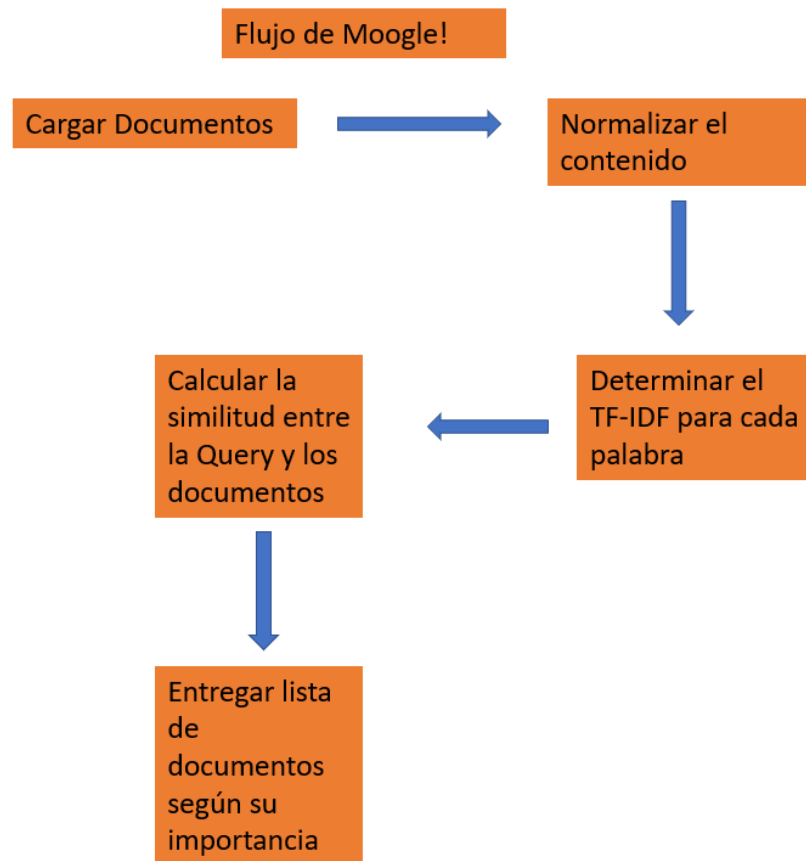 Flujo de Moogle!
Cargar Documentos
Normalizar el
contenido
Determinar el
TF-IDF para cada
palabra
Calcular la
similitud entre
la Query y los
documentos
Entregar lista
de
documentos
según su
importancia